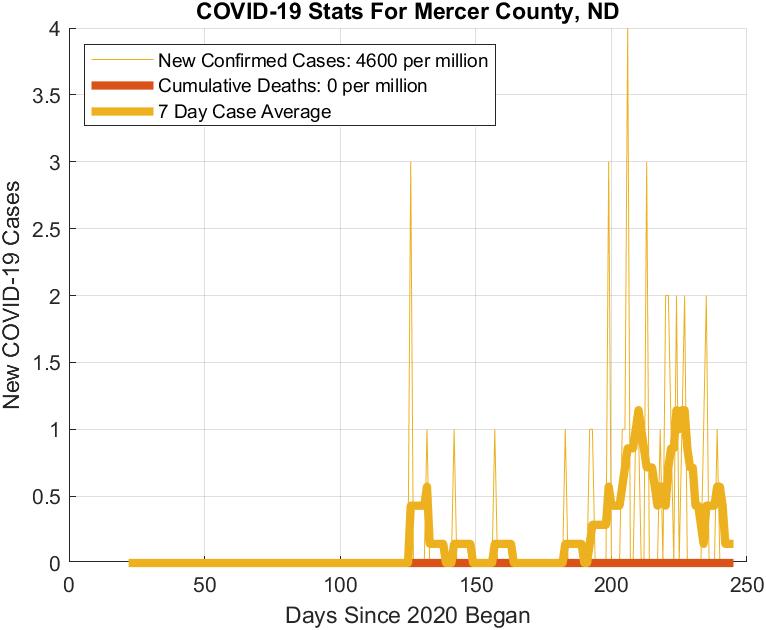 COVID-19 Stats For Mercer County, ND
New Confirmed Cases: 4600 per million
Cumulative Deaths: 0 per million
7 Day Case Average
New COVID-19 Cases
4
3.5
3
2.5
2
1.5
1
0.5
0
0 50 100 150 200 250
Days Since 2020 Began